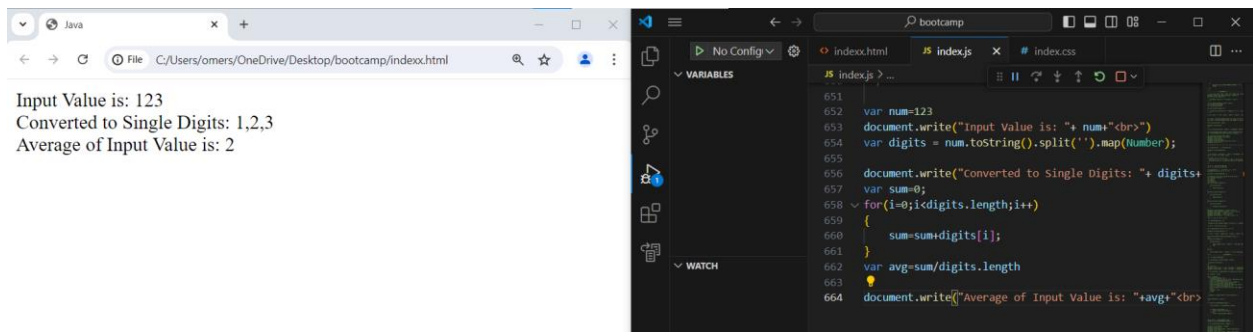 Java
File C:/Users/omers/OneDrive/Desktop/bootcamp/indexx.html
Input Value is: 123
Converted to Single Digits: 1,2,3
Average of Input Value is: 2
bootcamp
No Config
indexx.html JS index.js # index.css
VARIABLES
JS index.js > ...
651
652 var num=123
653 document.write("Input Value is: "+ num+"<br>")
654 var digits = num.toString().split('').map(Number);
655
656 document.write("Converted to Single Digits: "+ digits+
657 var sum=0;
658 for(i=0;i<digits.length;i++)
659 {
660 sum=sum+digits[i];
661 }
662 var avg=sum/digits.length
663
664 document.write("Average of Input Value is: "+avg+"<br>
WATCH
1